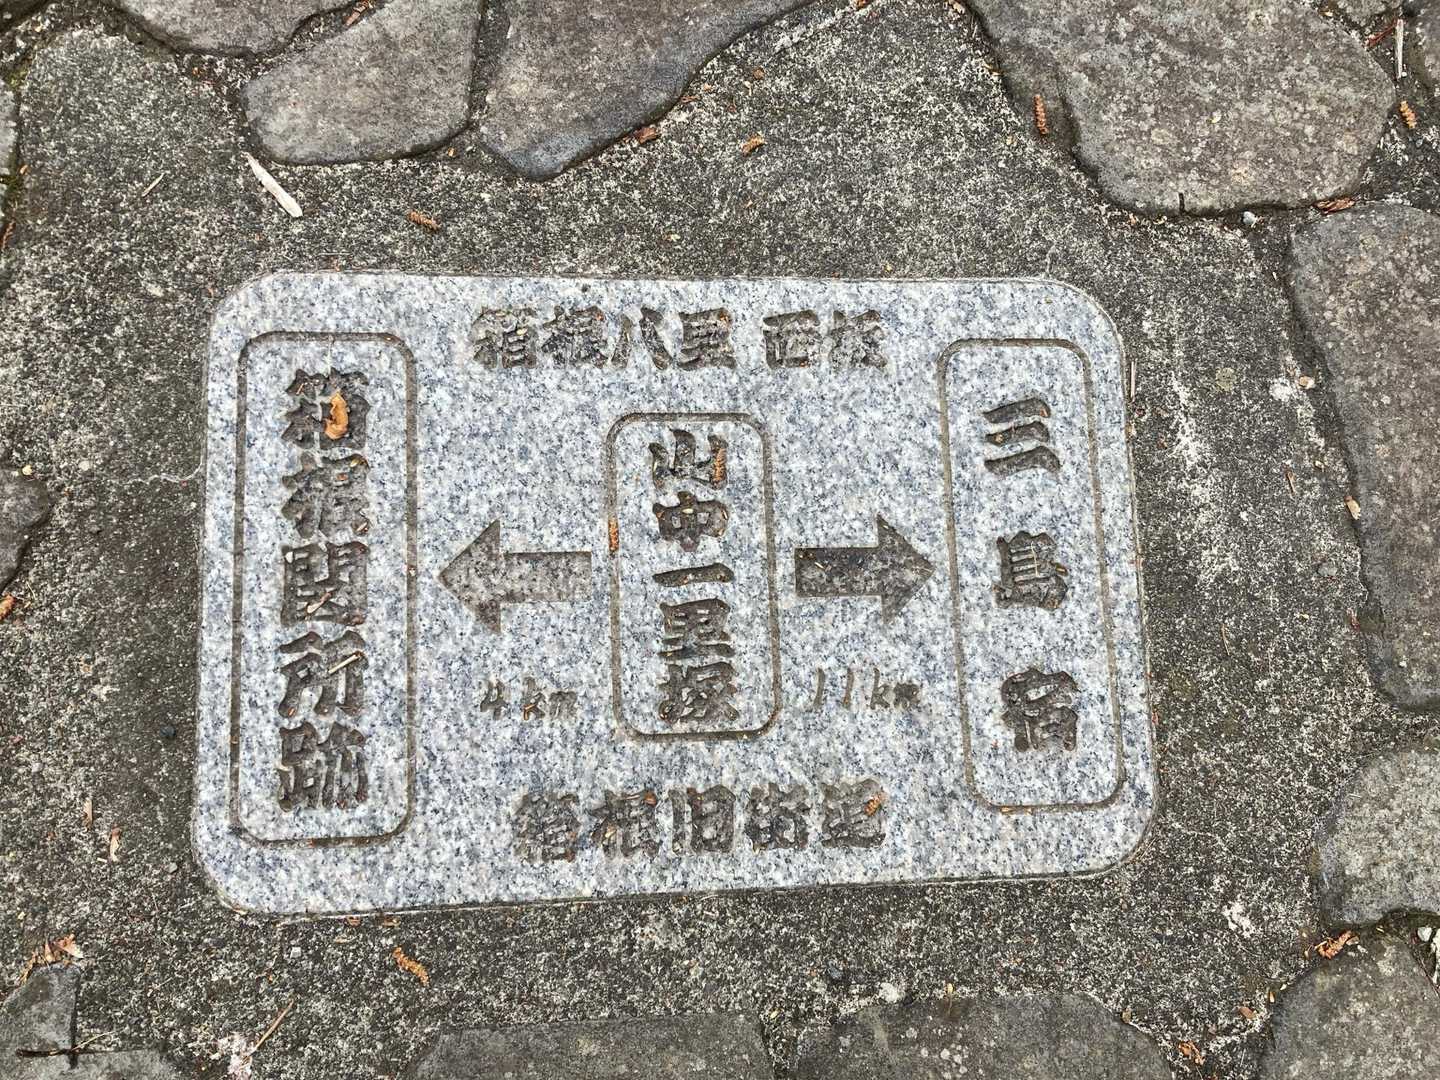 箱根八里 西坂
箱根関所跡
4km
山中一里塚
11km
三島宿
箱根旧街道